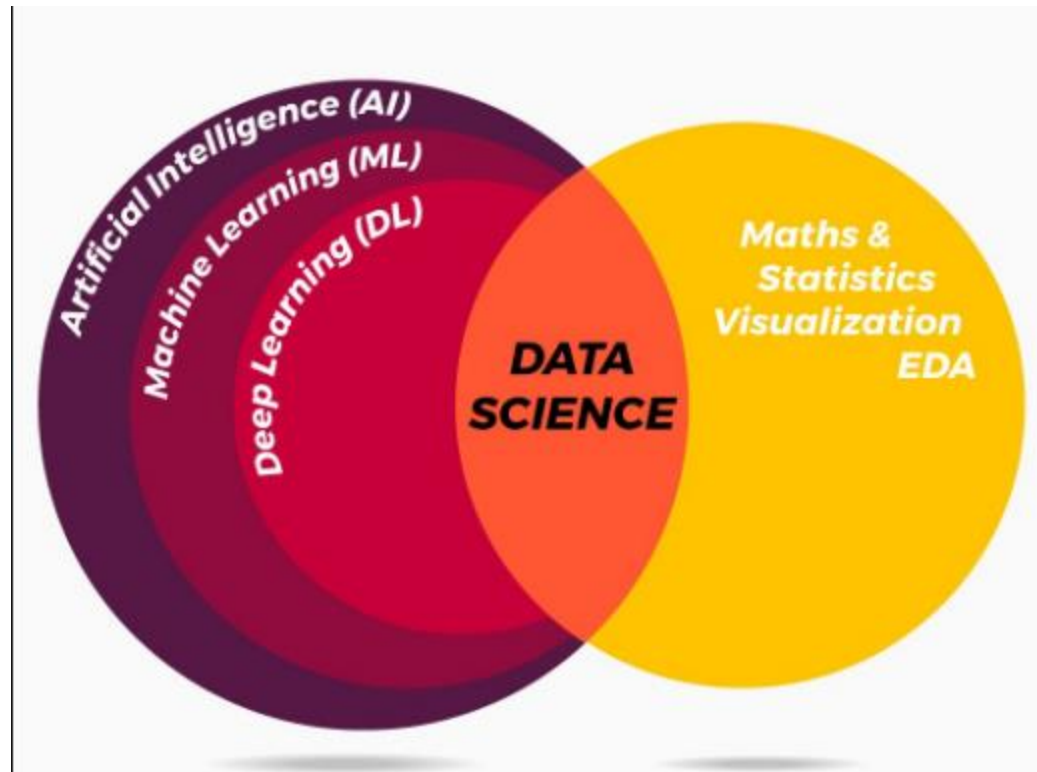 Artificial Intelligence (AI)
Machine Learning (ML)
Deep Learning (DL)
DATA
SCIENCE
Maths &
Statistics
Visualization
EDA